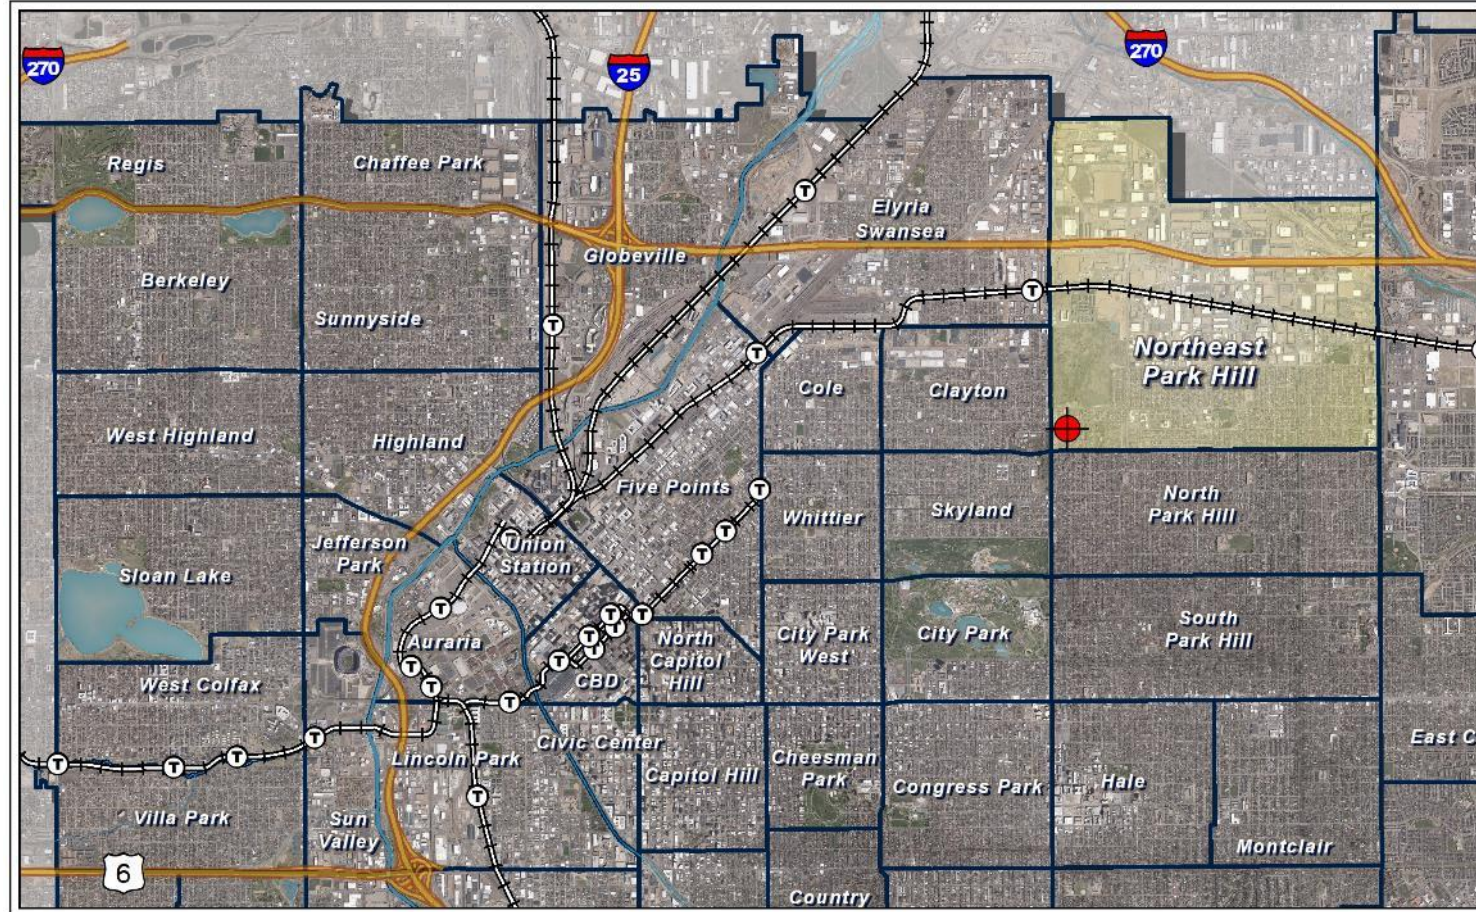 270
25
270
Regis
Chaffee Park
Elyria
Swansea
Globeville
Berkeley
Sunnyside
T
T
T
T
Northeast
Park Hill
Cole
Clayton
West Highland
Highland
Five Points
T
Whittier
Skyland
North
Park Hill
T
T
T
Union
Station
Jefferson
Park
Sloan Lake
T
T
T
T
T
T
T
T
Auraria
North
Capitol
Hill
City Park
West
City Park
South
Park Hill
T
T
T
CBD
West Colfax
T
T
T
T
Lincoln Park
Civic Center
Capitol Hill
Cheesman
Park
Congress Park
Hale
East C
T
Villa Park
Sun
Valley
Montclair
6
Country